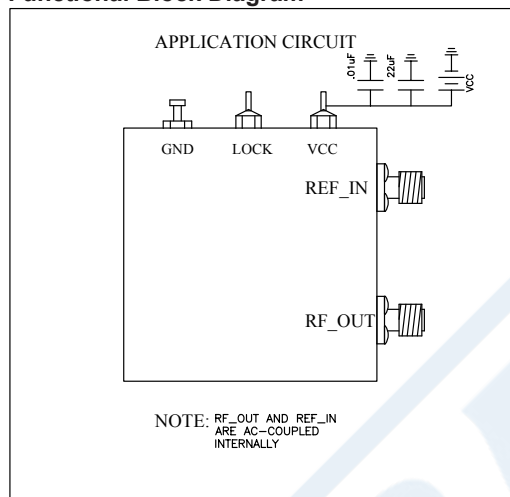 Functional Block Diagram
APPLICATION CIRCUIT
.01uF
22uF
VCC
GND
LOCK
VCC
REF_IN
RF_OUT
NOTE: RF_OUT AND REF_IN
ARE AC-COUPLED
INTERNALLY